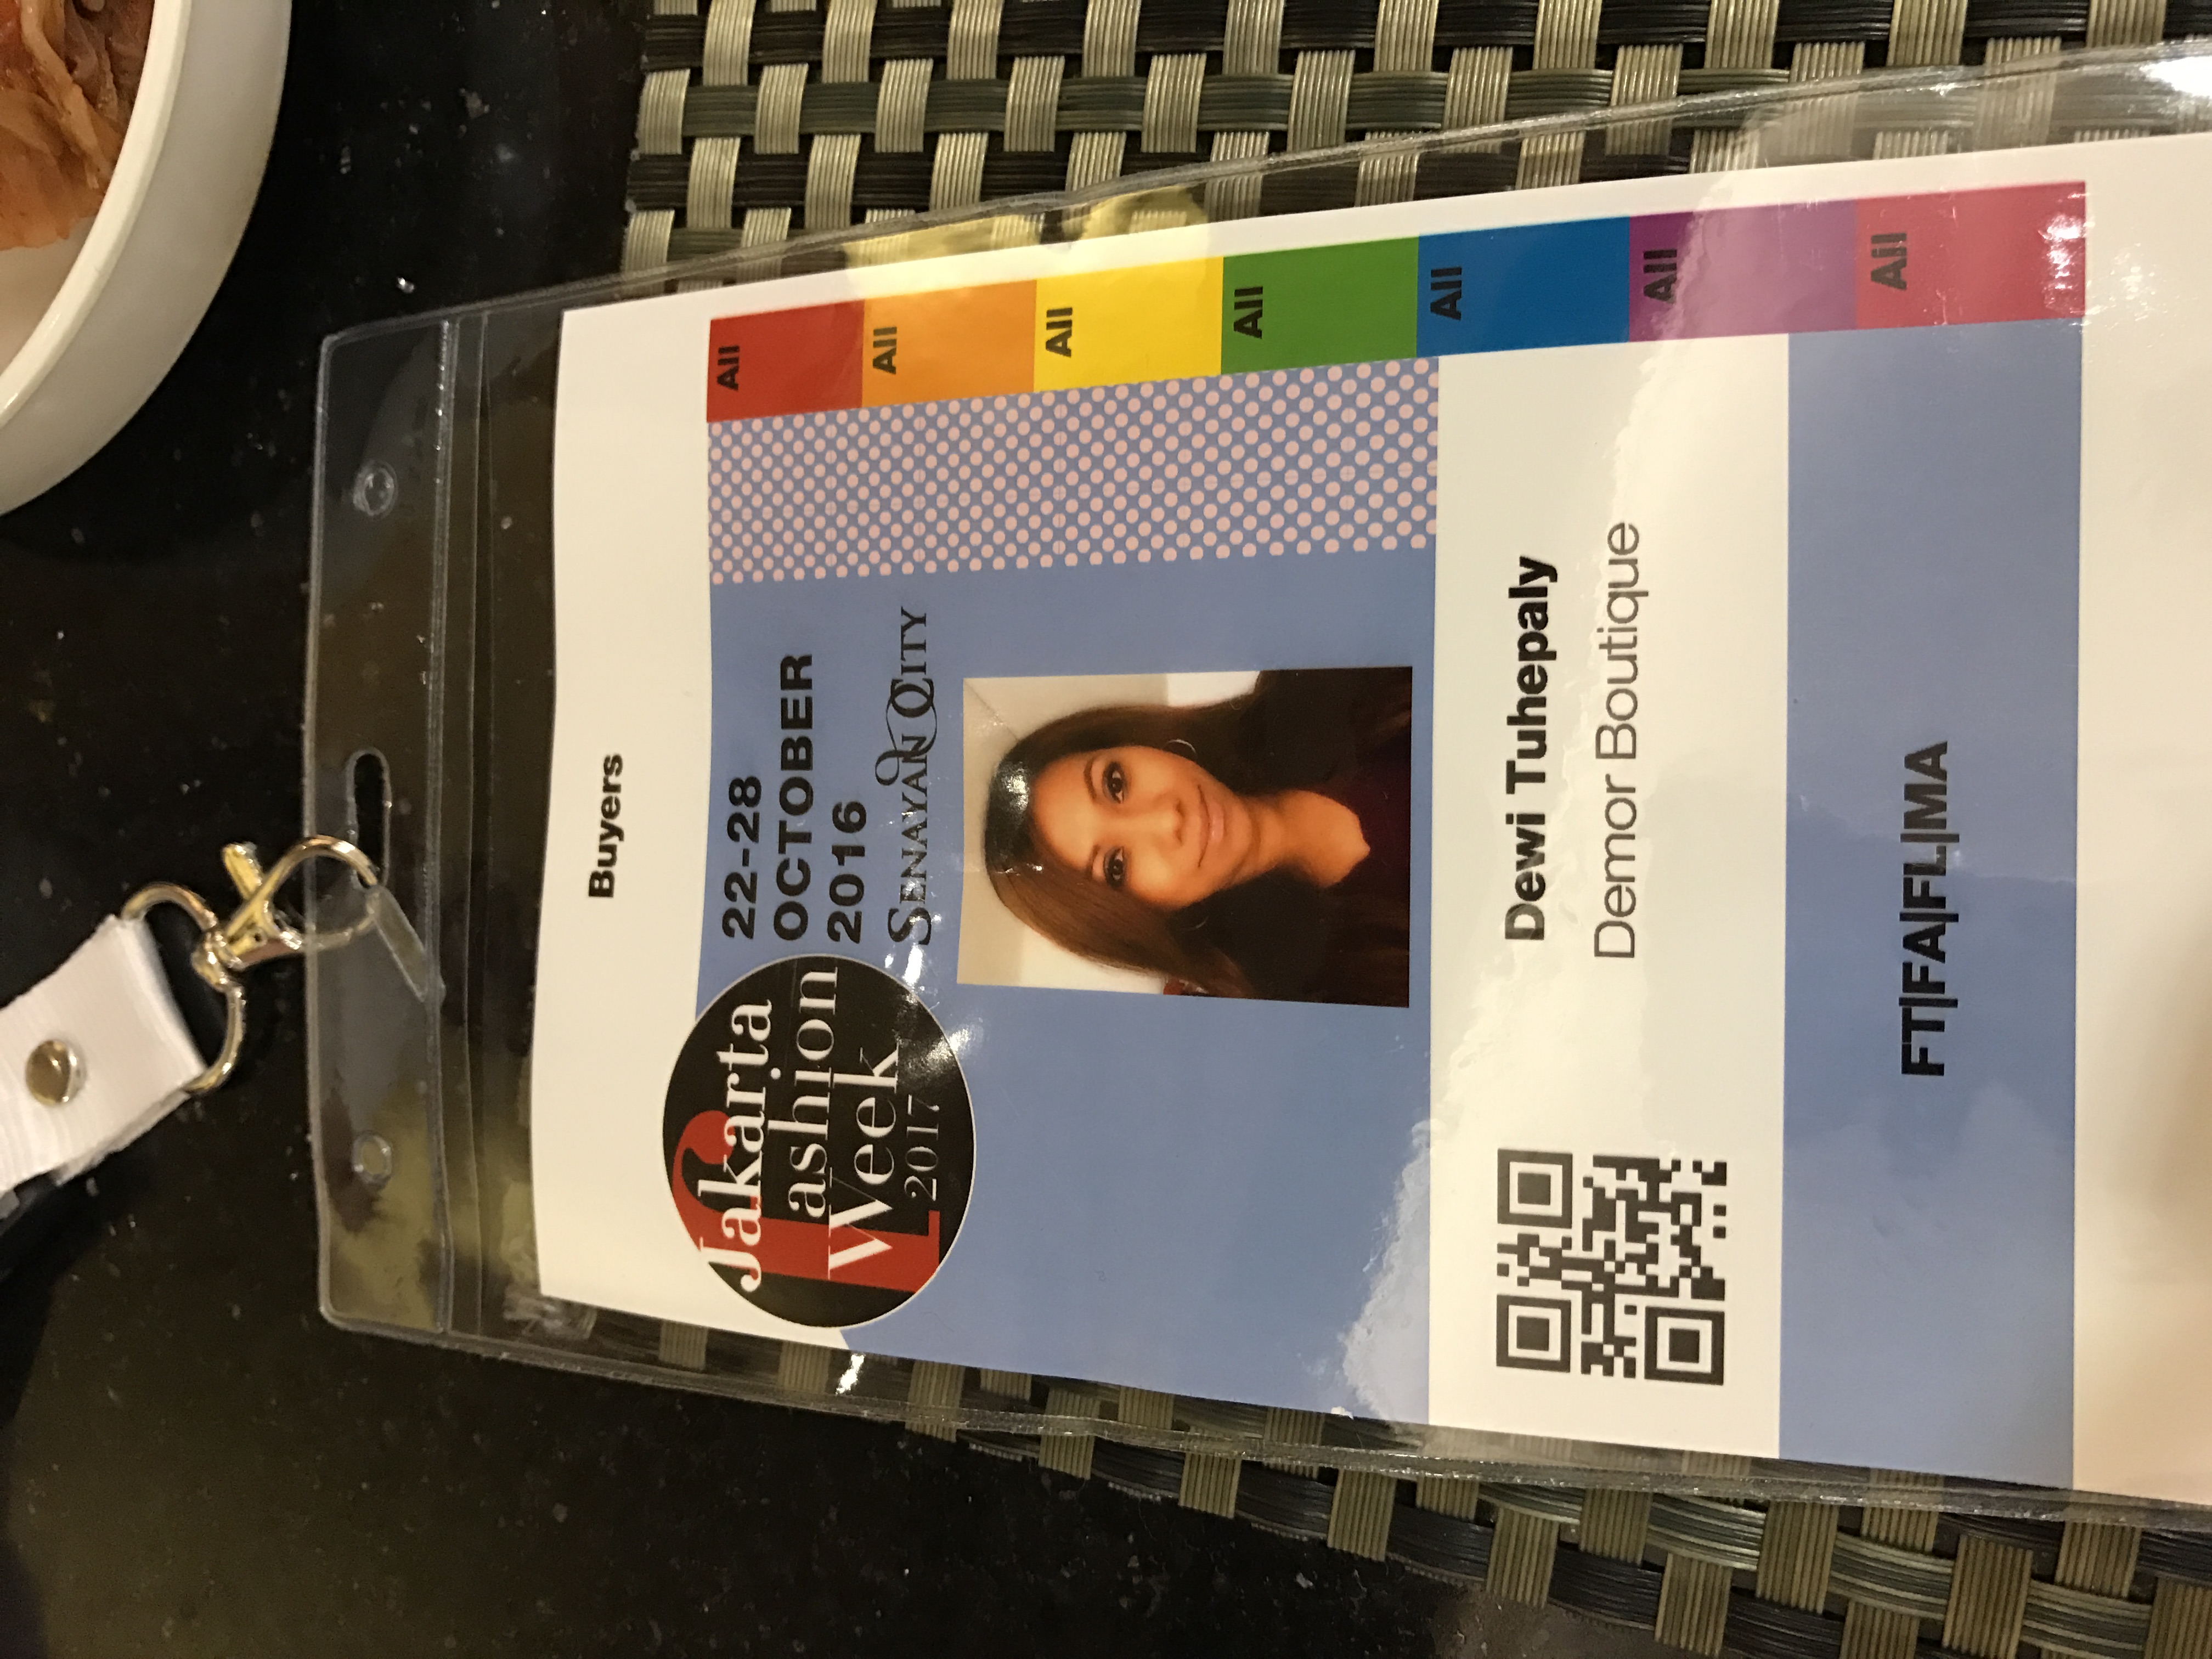 Buyers
Jakarta
fashion
Week
2017
22-28
OCTOBER
2016
SENAYAN CITY
All
All
All
All
All
All
All
Dewi Tuhepaly
Demor Boutique
FT|FA|FL|MA